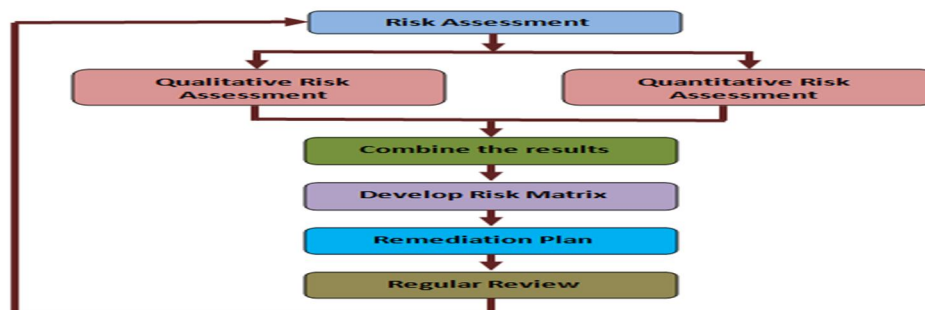 Risk Assessment
Qualitative Risk
Assessment
Quantitative Risk
Assessment
Combine the results
Develop Risk Matrix
Remediation Plan
Regular Review